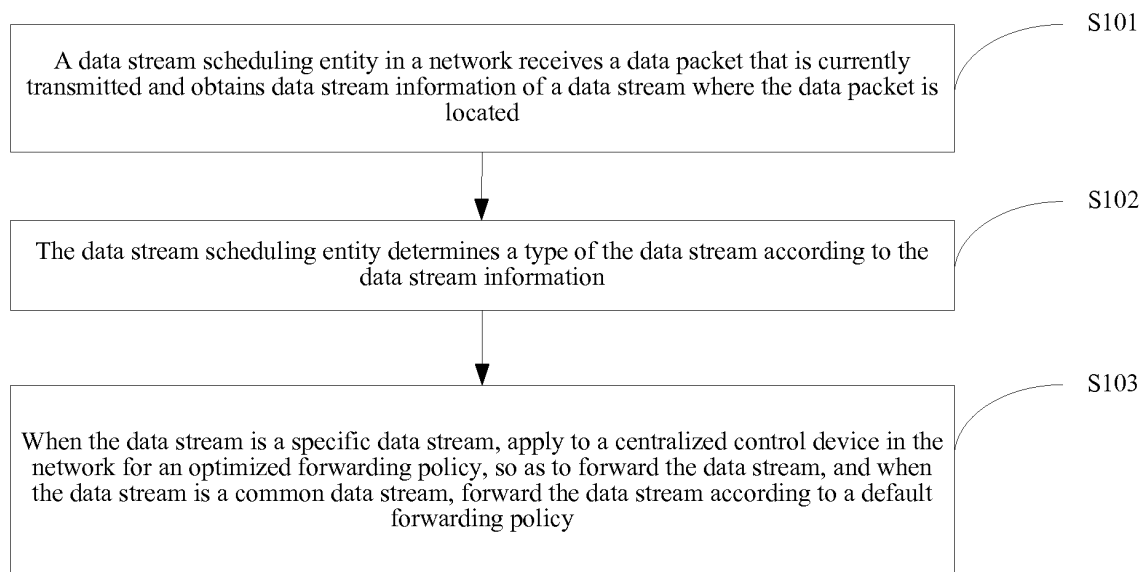 S101
A data stream scheduling entity in a network receives a data packet that is currently
transmitted and obtains data stream information of a data stream where the data packet is
located
S102
The data stream scheduling entity determines a type of the data stream according to the
data stream information
S103
When the data stream is a specific data stream, apply to a centralized control device in the
network for an optimized forwarding policy, so as to forward the data stream, and when
the data stream is a common data stream, forward the data stream according to a default
forwarding policy